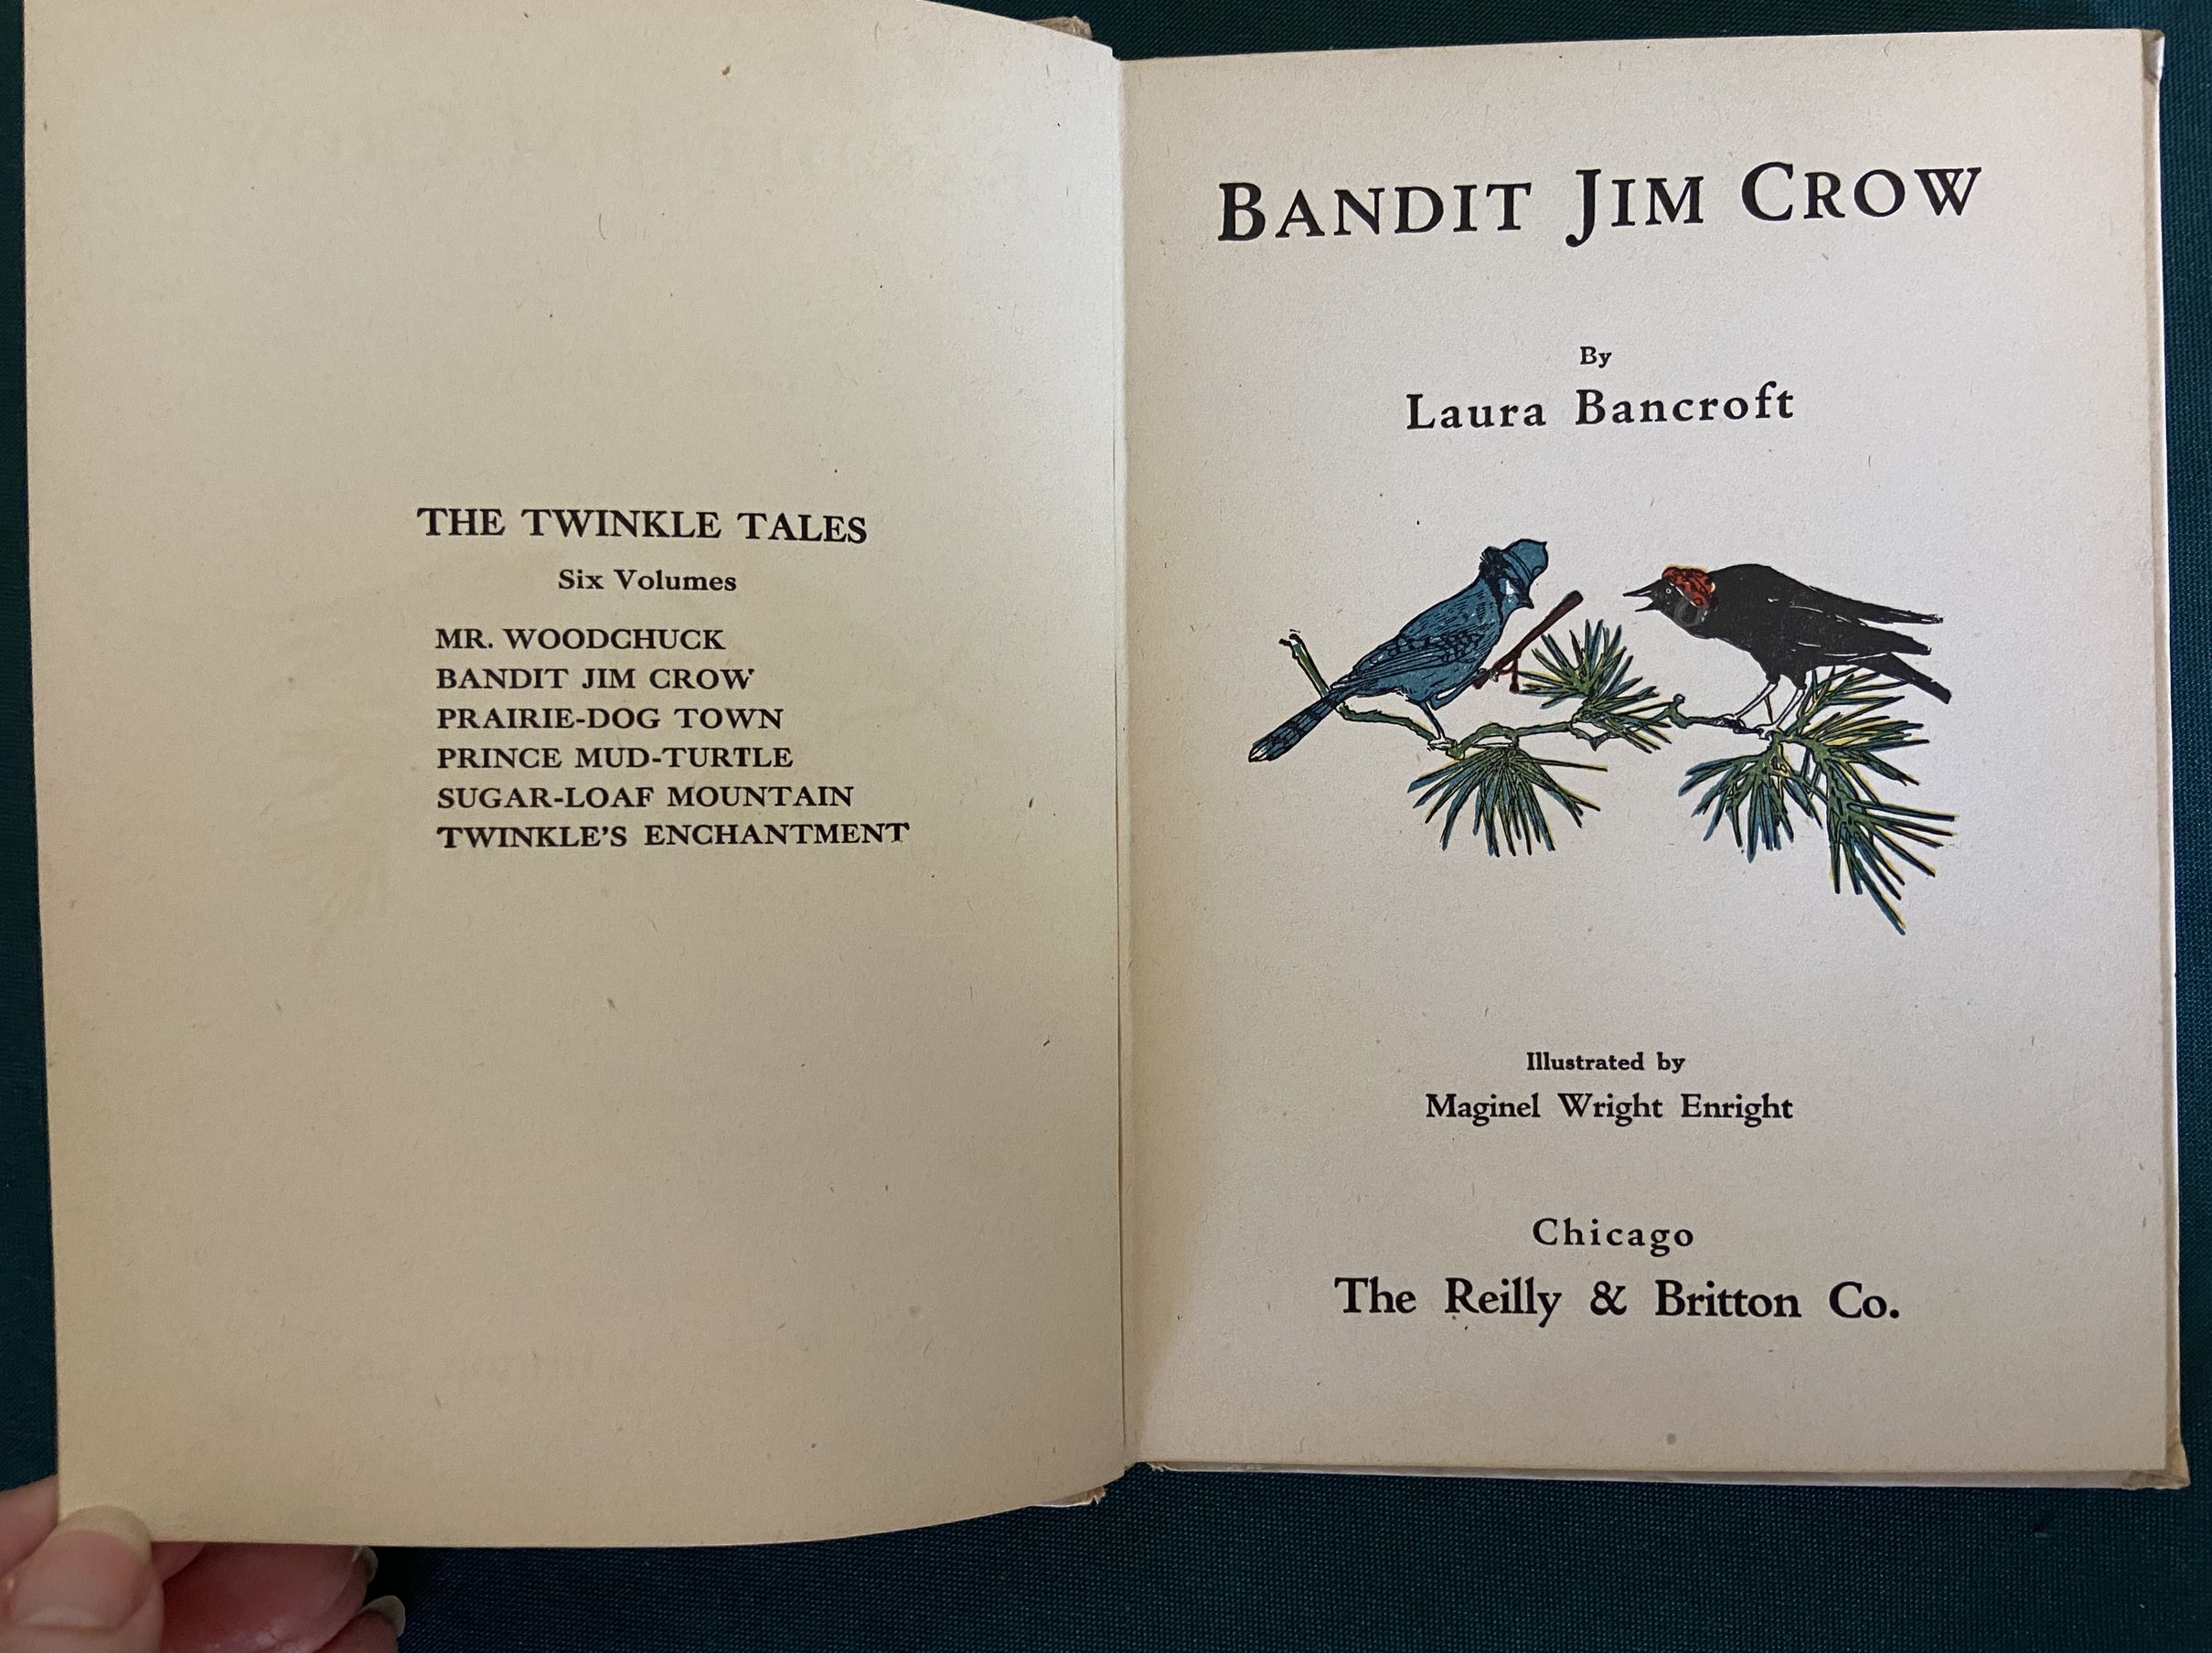 THE TWINKLE TALES
Six Volumes
MR. WOODCHUCK
BANDIT JIM CROW
PRAIRIE-DOG TOWN
PRINCE MUD-TURTLE
SUGAR-LOAF MOUNTAIN
TWINKLE'S ENCHANTMENT
BANDIT JIM CROW
By
Laura Bancroft
Illustrated by
Maginel Wright Enright
Chicago
The Reilly & Britton Co.